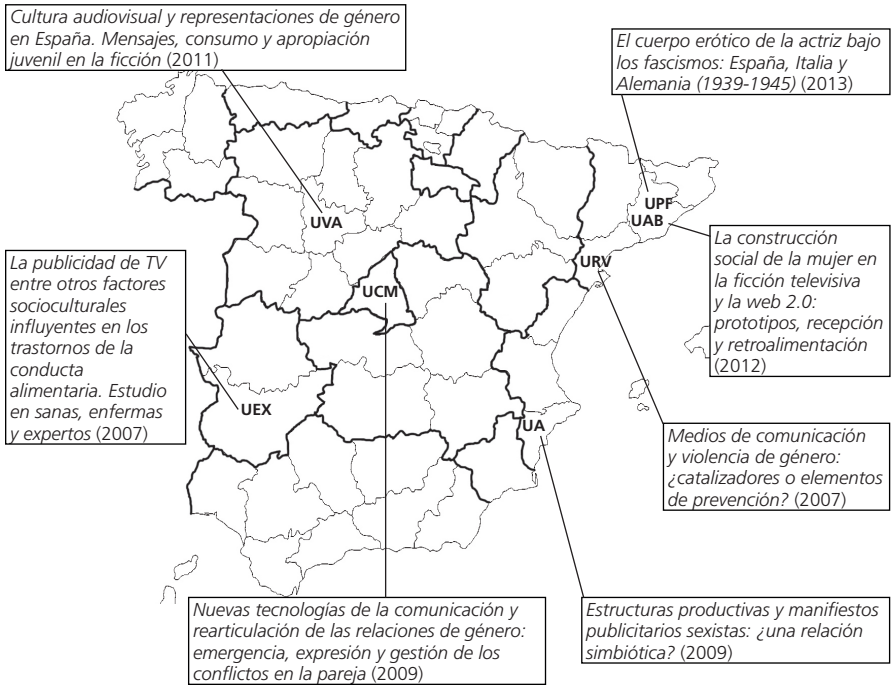 Cultura audiovisual y representaciones de género
en España. Mensajes, consumo y apropiación
juvenil en la ficción (2011)
El cuerpo erótico de la actriz bajo
los fascismos: España, Italia y
Alemania (1939-1945) (2013)
UVA
UPF
UAB
URV
UCM
UEX
UA
La publicidad de TV
entre otros factores
socioculturales
influyentes en los
trastornos de la
conducta
alimentaria. Estudio
en sanas, enfermas
y expertos (2007)
La construcción
social de la mujer en
la ficción televisiva
y la web 2.0:
prototipos, recepción
y retroalimentación
(2012)
Medios de comunicación
y violencia de género:
¿catalizadores o elementos
de prevención? (2007)
Nuevas tecnologías de la comunicación y
rearticulación de las relaciones de género:
emergencia, expresión y gestión de los
conflictos en la pareja (2009)
Estructuras productivas y manifiestos
publicitarios sexistas: ¿una relación
simbiótica? (2009)